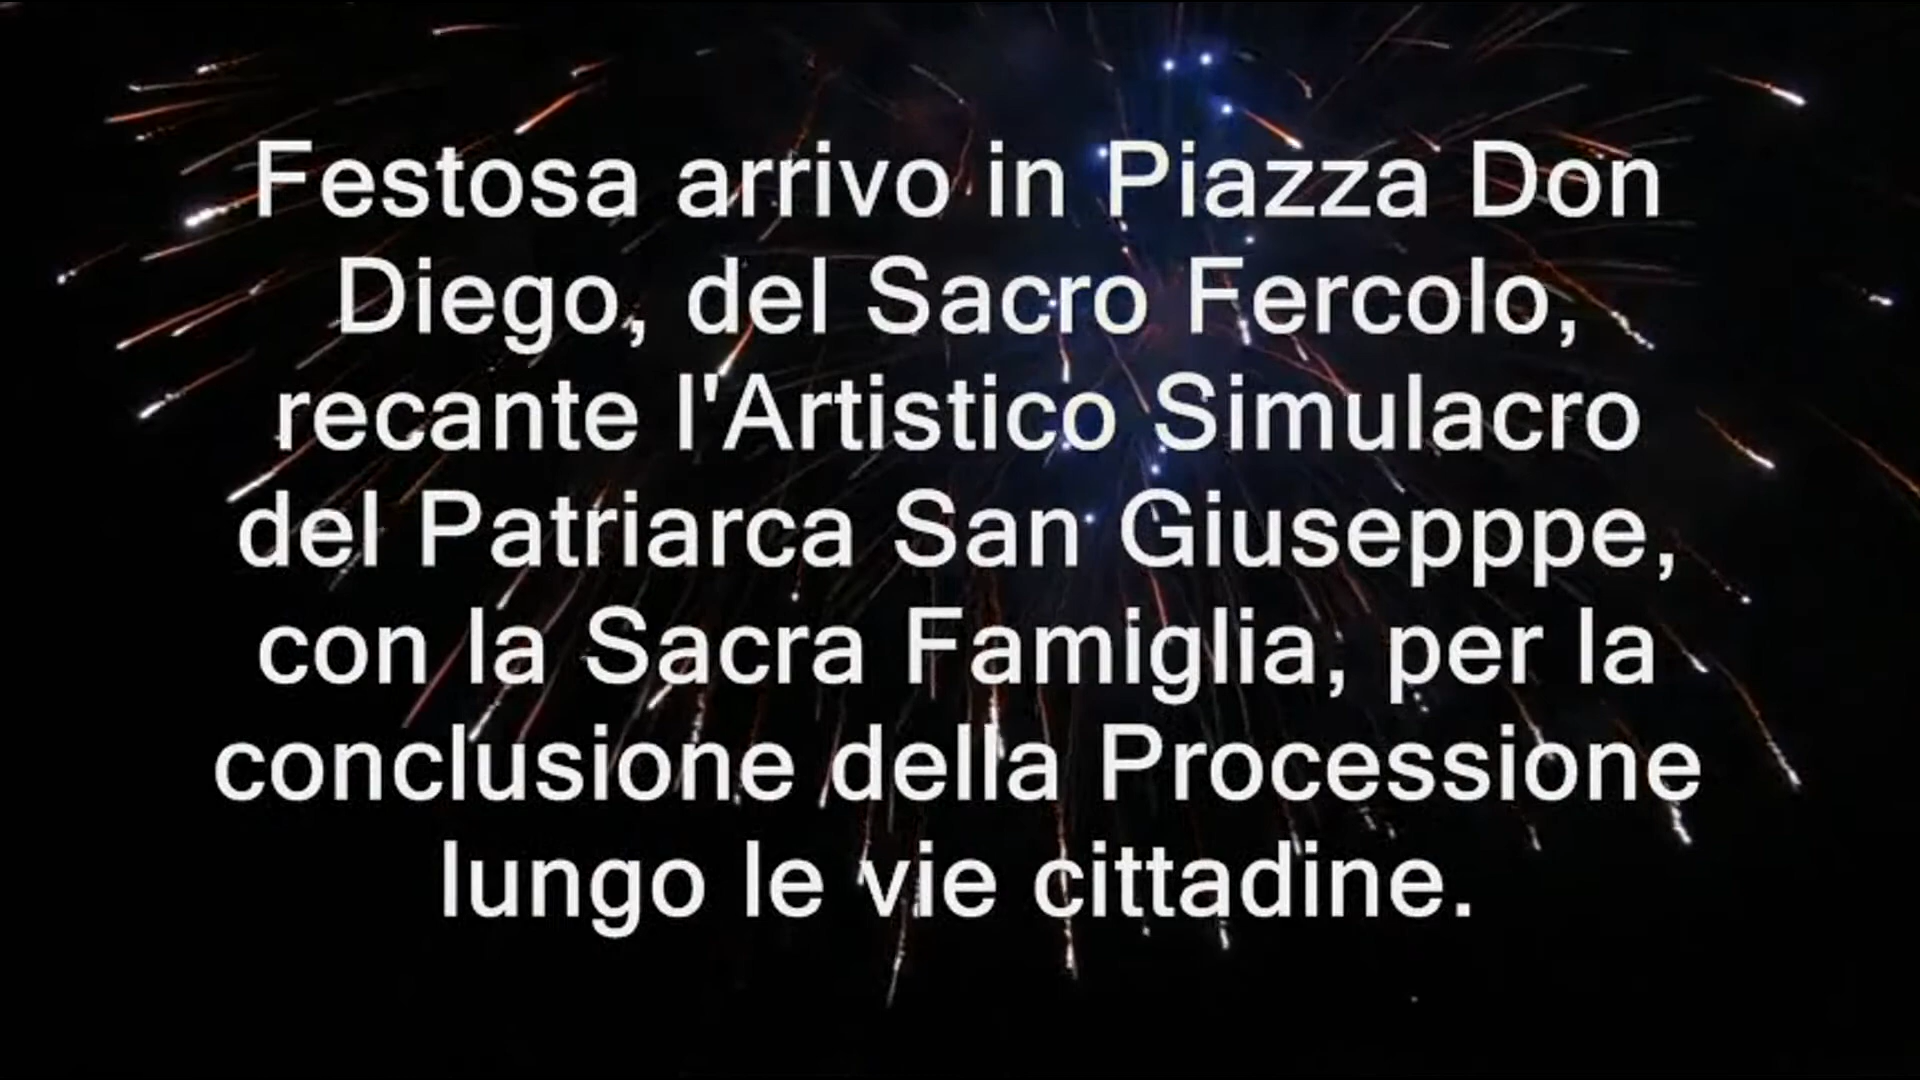 Festosa arrivo in Piazza Don
Diego, del Sacro Fercolo,
recante l'Artistico Simulacro
del Patriarca San Giusepppe,
con la Sacra Famiglia, per la
conclusione della Processione
lungo le vie cittadine.